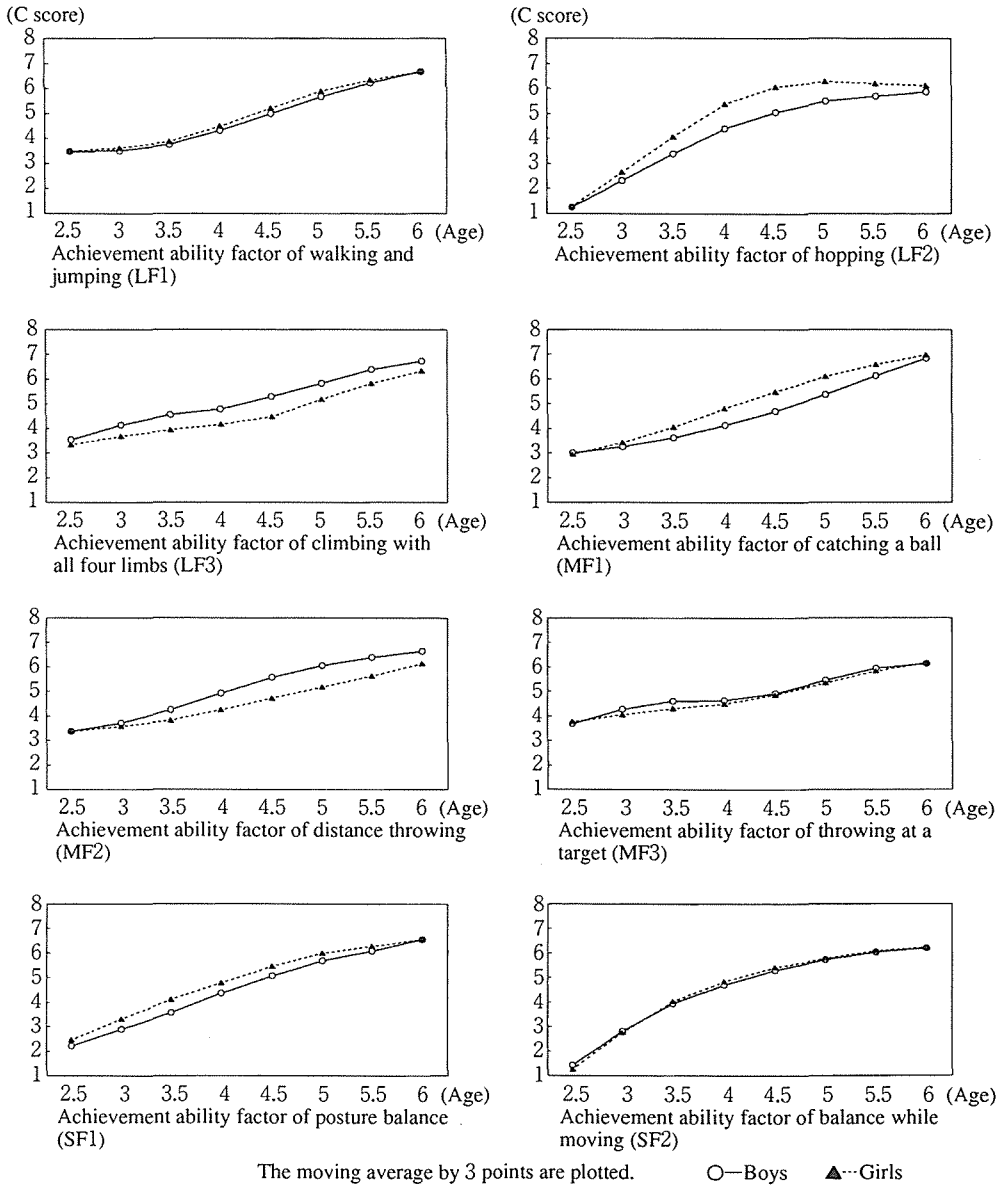 (C score)
8
7
6
5
4
3
2
1
2.5 3 3.5 4 4.5 5 5.5 6 (Age)
Achievement ability factor of walking and
jumping (LF1)
(C score)
8
7
6
5
4
3
2
1
2.5 3 3.5 4 4.5 5 5.5 6 (Age)
Achievement ability factor of hopping (LF2)
8
7
6
5
4
3
2
1
2.5 3 3.5 4 4.5 5 5.5 6 (Age)
Achievement ability factor of climbing with
all four limbs (LF3)
8
7
6
5
4
3
2
1
2.5 3 3.5 4 4.5 5 5.5 6 (Age)
Achievement ability factor of catching a ball
(MF1)
8
7
6
5
4
3
2
1
2.5 3 3.5 4 4.5 5 5.5 6 (Age)
Achievement ability factor of distance throwing
(MF2)
8
7
6
5
4
3
2
1
2.5 3 3.5 4 4.5 5 5.5 6 (Age)
Achievement ability factor of throwing at a
target (MF3)
8
7
6
5
4
3
2
1
2.5 3 3.5 4 4.5 5 5.5 6 (Age)
Achievement ability factor of posture balance
(SF1)
8
7
6
5
4
3
2
1
2.5 3 3.5 4 4.5 5 5.5 6 (Age)
Achievement ability factor of balance while
moving (SF2)
The moving average by 3 points are plotted. Boys Girls